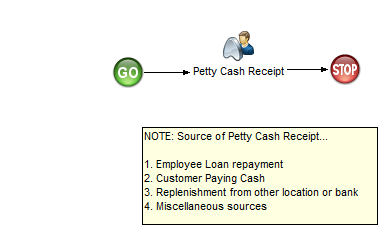 GO
Petty Cash Receipt
STOP
NOTE: Source of Petty Cash Receipt...
1. Employee Loan repayment
2. Customer Paying Cash
3. Replenishment from other location or bank
4. Miscellaneous sources